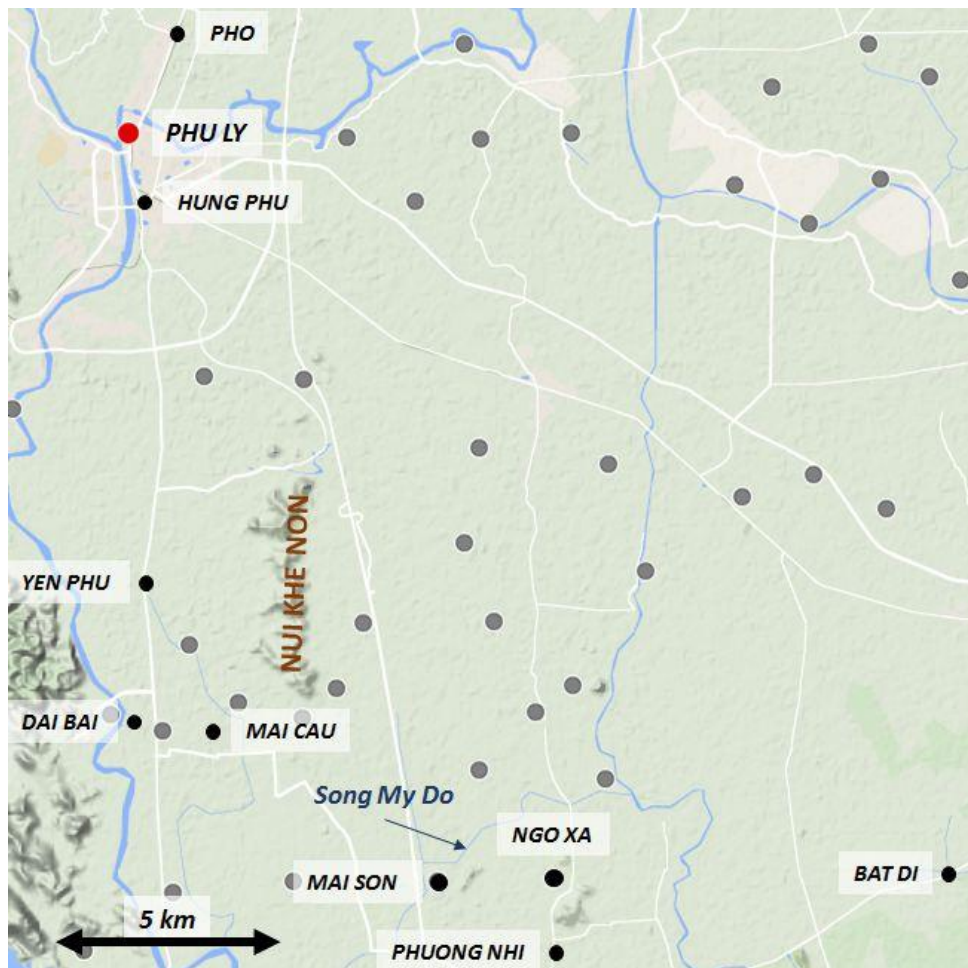 PHO
PHU LY
HUNG PHU
NUI KHE NON
YEN PHU
DAI BAI
MAI CAU
Song My Do
NGO XA
MAI SON
BAT DI
5 km
PHUONG NHI